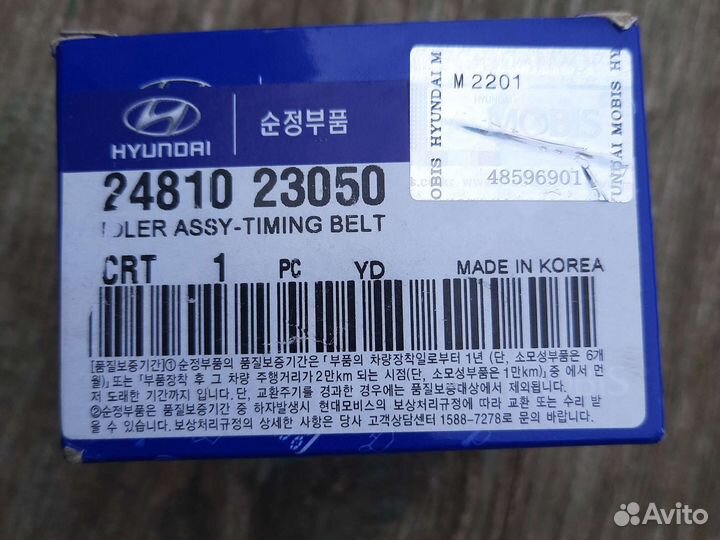 HYUNDAI
순정부품
M 2201
HYUNDAI
MOBIS
48596901
OBIS HYUNDAI M
UNDAI MOBIS HY
24810 23050
IDLER ASSY-TIMING BELT
CRT 1 PC YD MADE IN KOREA
[품질보증기간]①순정부품의 품질보증기간은「부품의 차량장착일로부터 1년 (단, 소모성부품은 6개
월)」또는「부품장착 후 그 차량 주행거리가 2만km 되는 시점(단, 소모성부품은 1만km)」중 에서 먼
저 도래한 기간까지 입니다.단, 교환주기를 경과한 경우에는 품질보증대상에서 제외됩니다.
②순정부품은 품질보증기간 중 하자발생시 현대모비스의 보상처리규정에 따라 교환 또는 수리 받
을 수 있습니다.보상처리규정의 상세한 사항은 당사 고객상담센터 1588-7278로 문의 바랍니다.
Avito